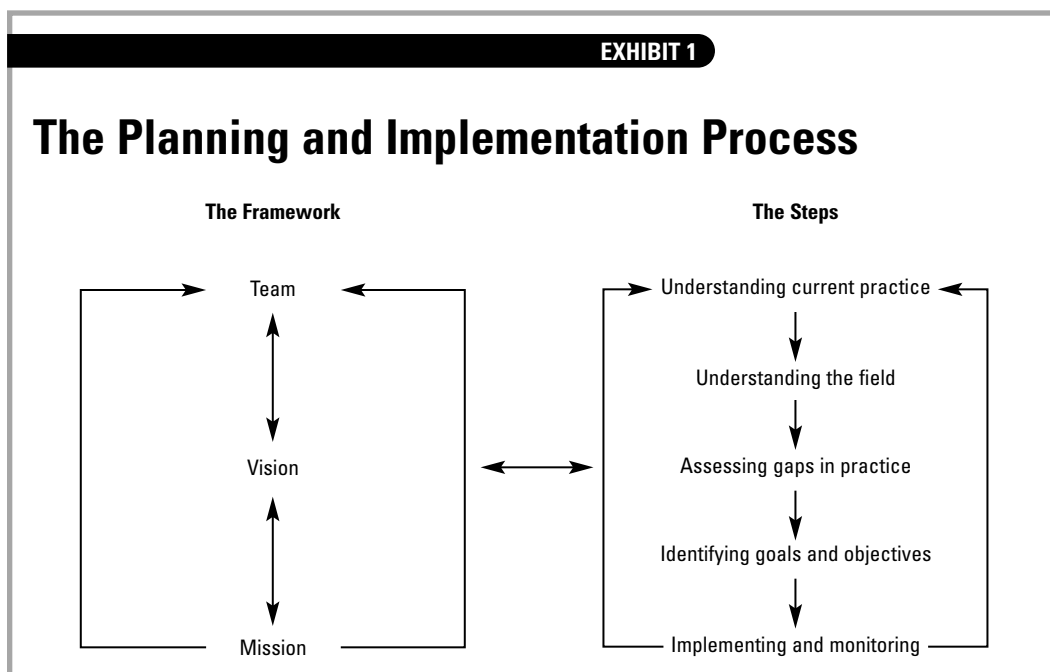 EXHIBIT 1
The Planning and Implementation Process
The Framework
Team
Vision
Mission
The Steps
Understanding current practice
Understanding the field
Assessing gaps in practice
Identifying goals and objectives
Implementing and monitoring